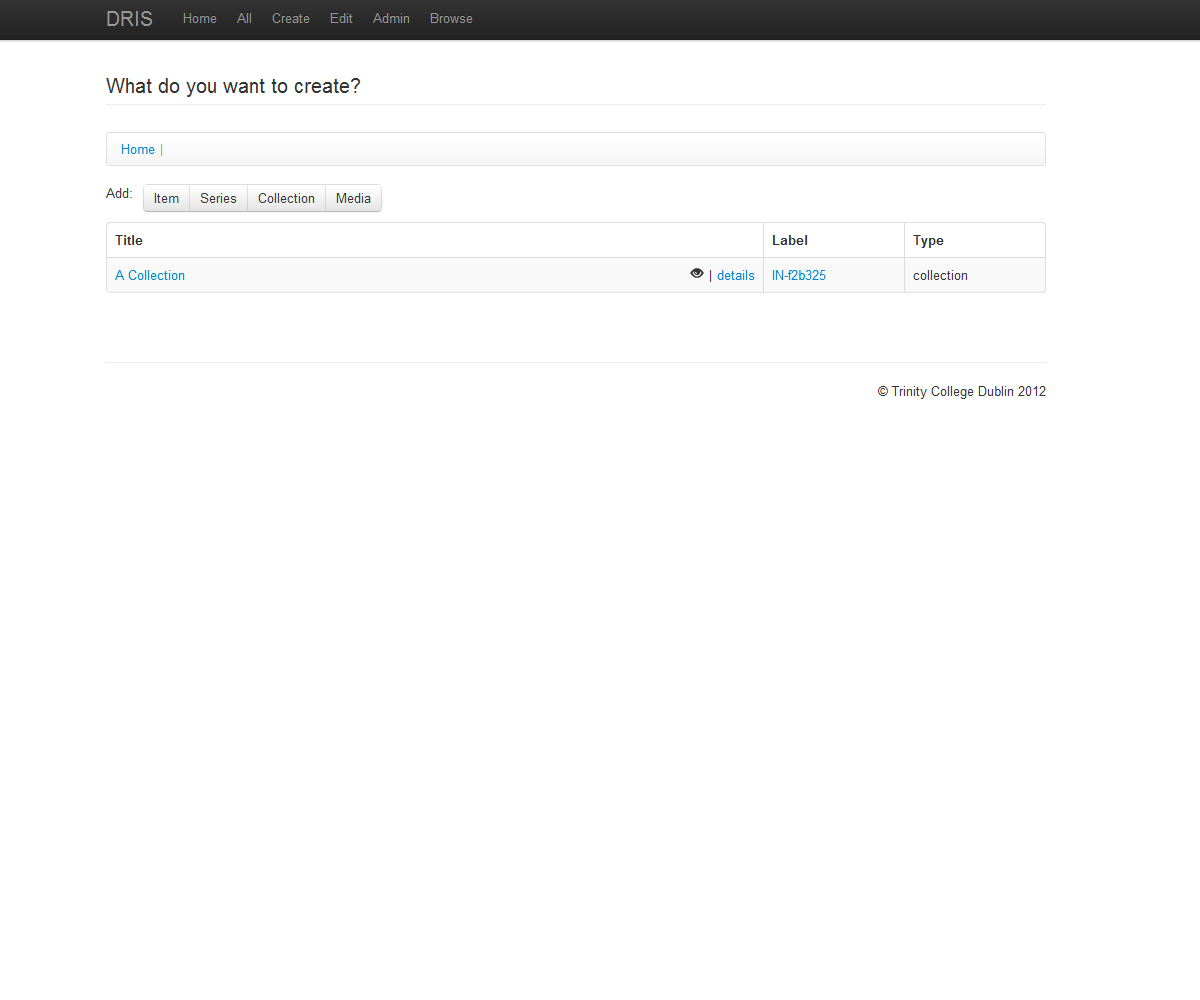 DRIS Home All Create Edit Admin Browse
What do you want to create?
Home |
Add: Item Series Collection Media
Title Label Type
A Collection | details IN-f2b325 collection
© Trinity College Dublin 2012